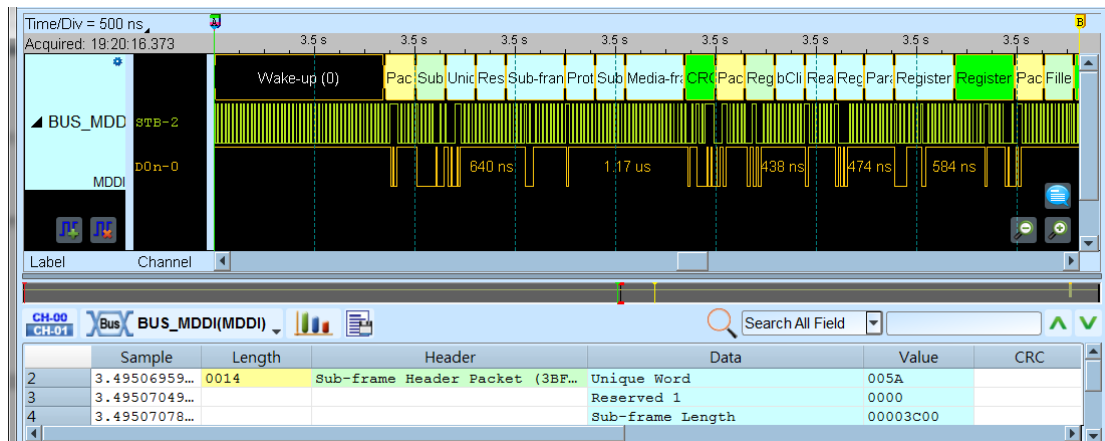 Time/Div = 500 ns
A B
Acquired: 19:20:16.373 3.5 s 3.5 s 3.5 s 3.5 s 3.5 s 3.5 s 3.5 s 3.5 s
Wake-up (0) Pac Sub Unic Res Sub-fran Prot Sub Media-fra CRC Pac Reg bCli Rea Reg Para Register Register Pac Fille
BUS_MDD STB-2
D0n-0 640 ns 1.17 us 438 ns 474 ns 584 ns
MDDI
Label Channel
CH-00
CH-01
Bus BUS_MDDI(MDDI) Search All Field
Sample Length Header Data Value CRC
2 3.49506959... 0014 Sub-frame Header Packet (3BF... Unique Word 005A
3 3.49507049... Reserved 1 0000
4 3.49507078... Sub-frame Length 00003C00